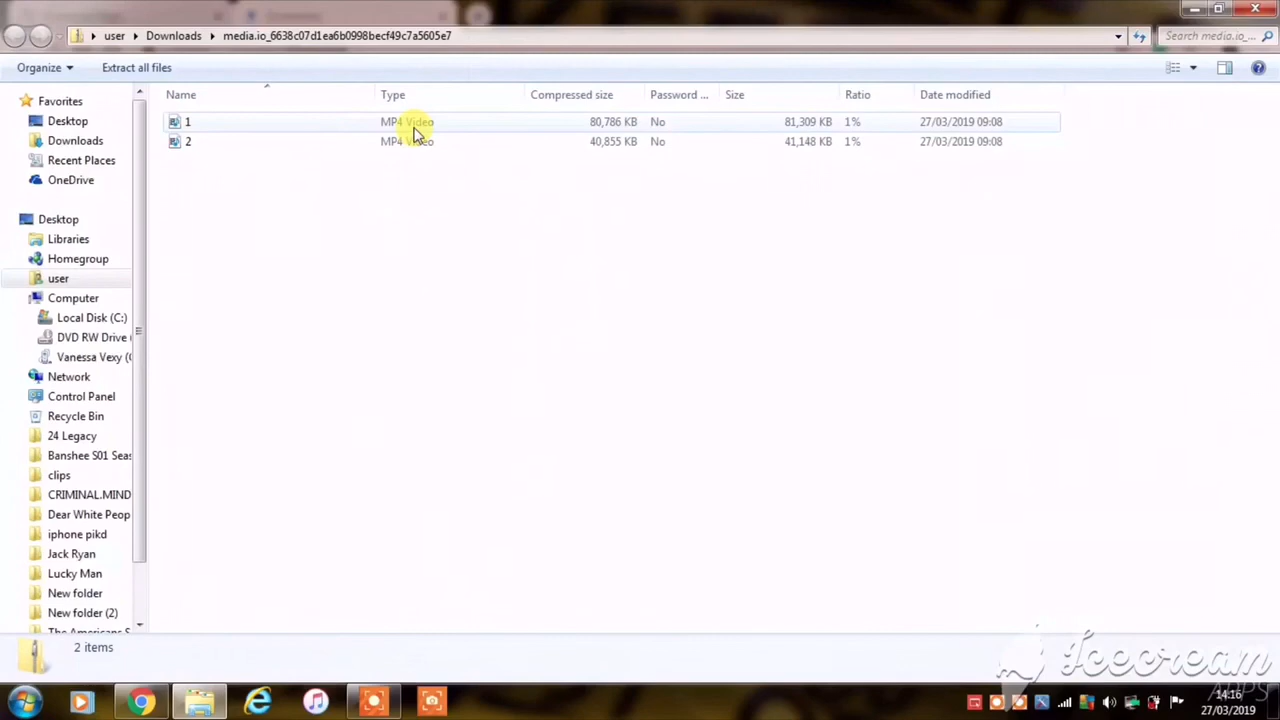 user Downloads media.io_6638c07d1ea6b0998becf49c7a5605e7 Search media.io_...
Organize Extract all files
Name Type Compressed size Password ... Size Ratio Date modified
1 MP4 Video 80,786 KB No 81,309 KB 1% 27/03/2019 09:08
2 MP4 Video 40,855 KB No 41,148 KB 1% 27/03/2019 09:08
Favorites
Desktop
Downloads
Recent Places
OneDrive
Desktop
Libraries
Homegroup
user
Computer
Local Disk (C:)
DVD RW Drive
Vanessa Vexy (
Network
Control Panel
Recycle Bin
24 Legacy
Banshee S01 Seas
clips
CRIMINAL.MIND
Dear White Peop
iphone pikd
Jack Ryan
Lucky Man
New folder
New folder (2)
The Americans S
2 items
Icecream
APPS
14:16
27/03/2019